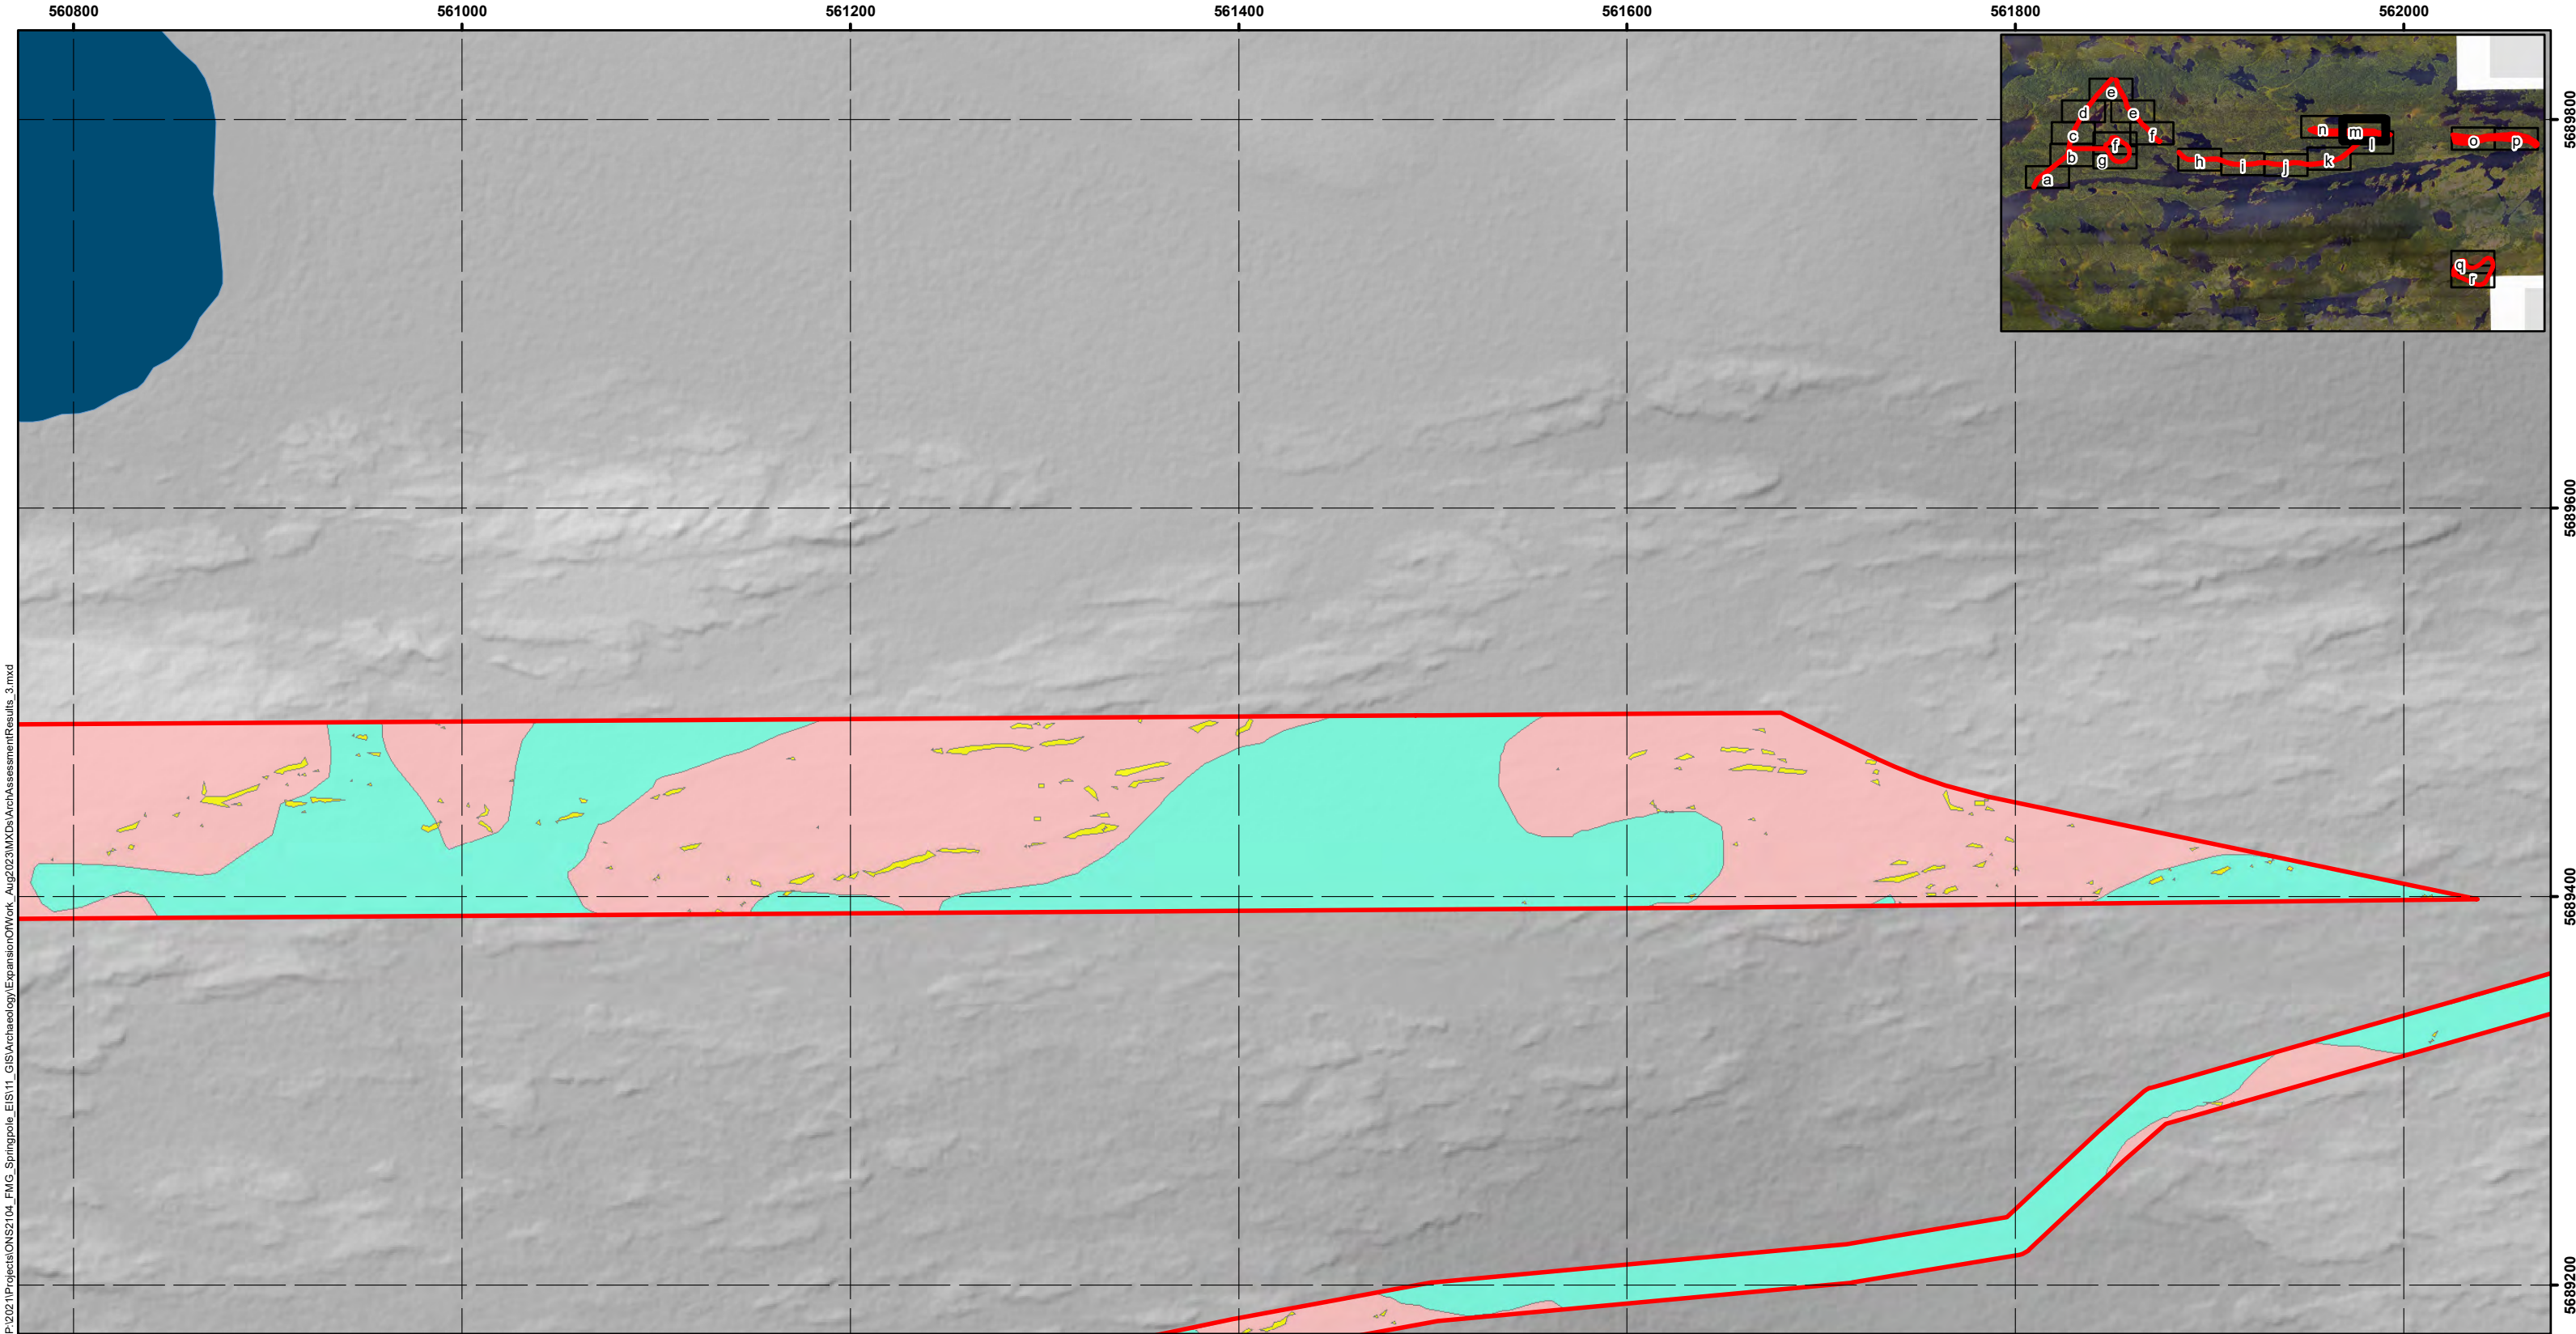 560800 561000 561200 561400 561600 561800 562000
5689800
5689600
5689400
5689200
e
d e
c f f
b g
a
h i j k l
n m
o p
q
r
P:\2021\Projects\ONS2104_FMG_Springpole_EIS\11_GIS\Archaeology\ExpansionOfWork_Aug2023\MXDs\ArchAssessmentResults_3.mxd